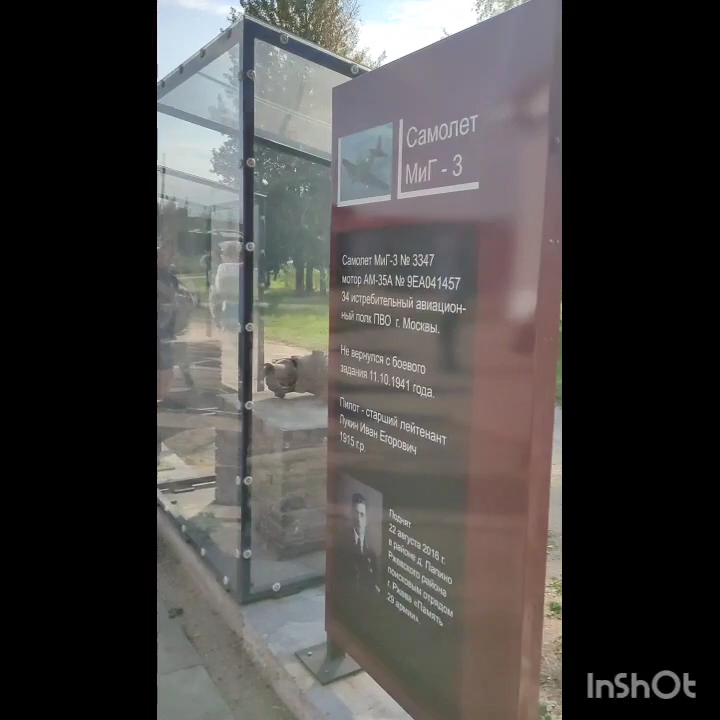 Самолет
МиГ - 3
Самолет МиГ-3 № 3347
мотор АМ-35А № 9ЕА041457
34 истребительный авиацион-
ный полк ПВО г. Москвы.
Не вернулся с боевого
задания 11.10.1941 года.
Пилот - старший лейтенант
Лукин Иван Егорович
1915 г.р.
Поднят
22 августа 2018 г.
в районе д. Папино
Ржевского района
поисковым отрядом
г. Ржева «Память
29 армии».
InShOt